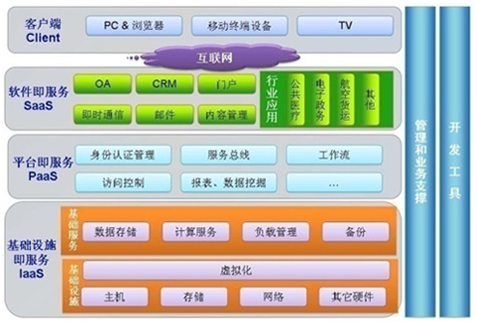 客户端
Client
PC & 浏览器
移动终端设备
TV
互联网
软件即服务
SaaS
OA
CRM
门户
即时通信
邮件
内容管理
行业应用
公共医疗
电子政务
航空货运
其他
平台即服务
PaaS
身份认证管理
服务总线
工作流
访问控制
报表、数据挖掘
...
基础设施
即服务
IaaS
基础服务
数据存储
计算服务
负载管理
备份
基础设施
虚拟化
主机
存储
网络
其它硬件
管理和业务支撑
开发工具